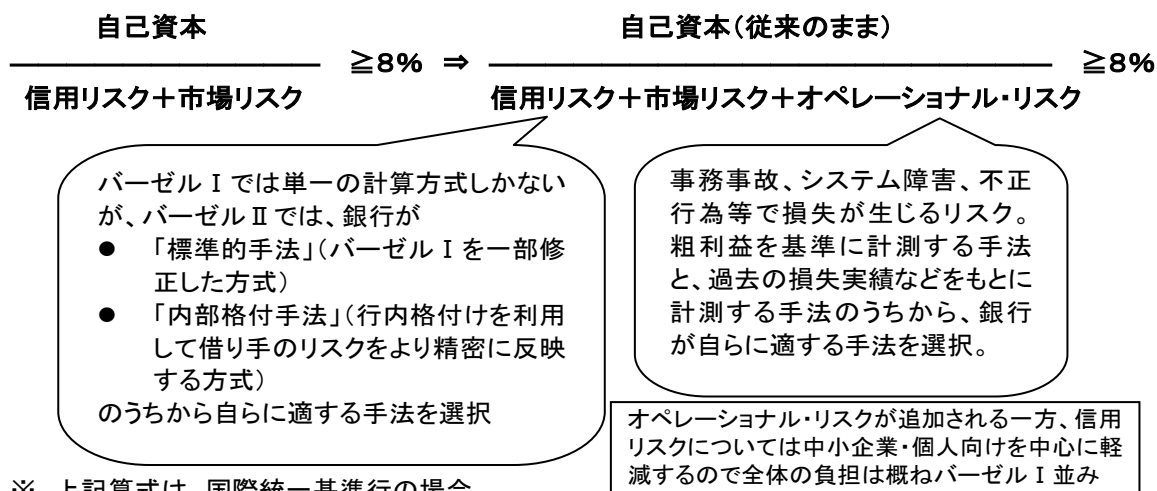 自己資本
自己資本(従来のまま)
≧8% ⇒
≧8%
信用リスク+市場リスク
信用リスク+市場リスク+オペレーショナル・リスク
バーゼルⅠでは単一の計算方式しかない
が、バーゼルⅡでは、銀行が
● 「標準的手法」(バーゼルⅠを一部修
正した方式)
● 「内部格付手法」(行内格付けを利用
して借り手のリスクをより精密に反映
する方式)
のうちから自らに適する手法を選択
事務事故、システム障害、不正
行為等で損失が生じるリスク。
粗利益を基準に計測する手法
と、過去の損失実績などをもとに
計測する手法のうちから、銀行
が自らに適する手法を選択。
オペレーショナル・リスクが追加される一方、信用
リスクについては中小企業・個人向けを中心に軽
減するので全体の負担は概ねバーゼルⅠ並み
※ 上記算式は、国際統一基準行の場合